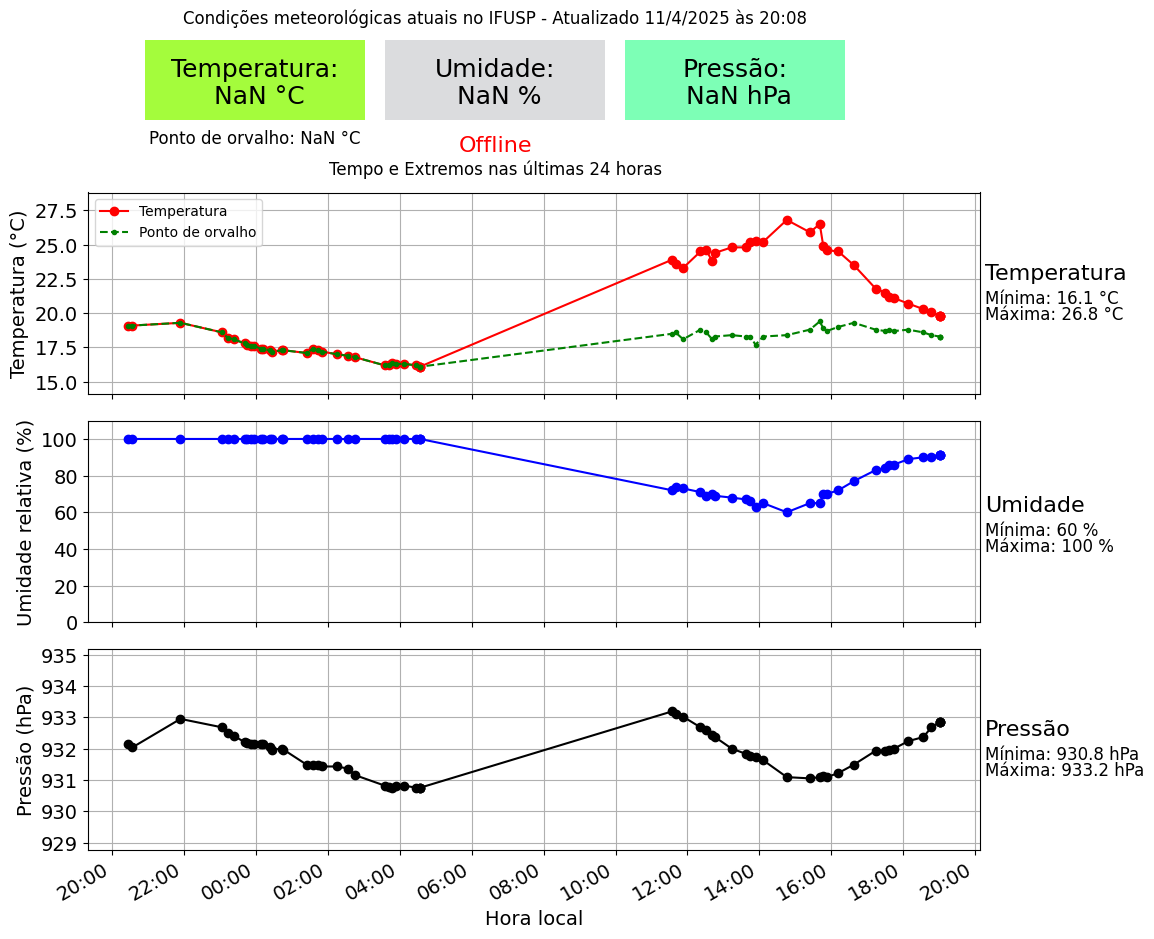 Condições meteorológicas atuais no IFUSP - Atualizado 11/4/2025 às 20:08
Temperatura:
NaN °C
Umidade:
NaN %
Pressão:
NaN hPa
Ponto de orvalho: NaN °C
Offline
Tempo e Extremos nas últimas 24 horas
Temperatura (°C)
27.5
25.0
22.5
20.0
17.5
15.0
Temperatura
Ponto de orvalho
Temperatura
Mínima: 16.1 °C
Máxima: 26.8 °C
Umidade relativa (%)
100
80
60
40
20
0
Umidade
Mínima: 60 %
Máxima: 100 %
Pressão (hPa)
935
934
933
932
931
930
929
Pressão
Mínima: 930.8 hPa
Máxima: 933.2 hPa
20:00
22:00
00:00
02:00
04:00
06:00
08:00
10:00
12:00
14:00
16:00
18:00
20:00
Hora local